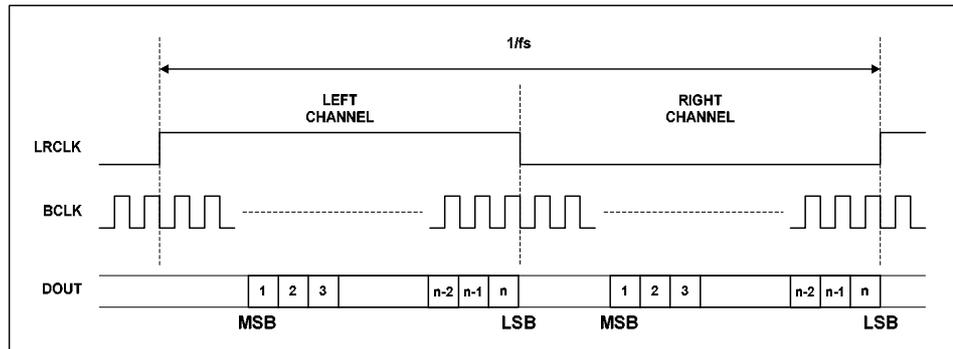 1/fs
LEFT CHANNEL
RIGHT CHANNEL
LRCLK
BCLK
DOUT
1 2 3 n-2 n-1 n 1 2 3 n-2 n-1 n
MSB LSB MSB LSB